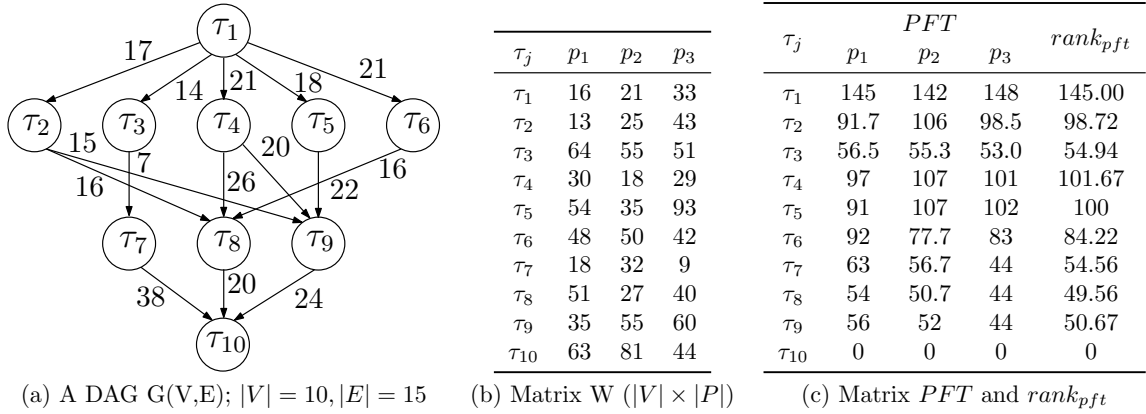 τ1
17
14
21
18
21
τ2
τ3
τ4
τ5
τ6
15
7
20
16
26
22
16
τ7
τ8
τ9
38
20
24
τ10
(a) A DAG G(V,E); |V| = 10, |E| = 15
τj p1 p2 p3
τ1 16 21 33
τ2 13 25 43
τ3 64 55 51
τ4 30 18 29
τ5 54 35 93
τ6 48 50 42
τ7 18 32 9
τ8 51 27 40
τ9 35 55 60
τ10 63 81 44
(b) Matrix W (|V| × |P|)
PFT
τj p1 p2 p3 rankpft
τ1 145 142 148 145.00
τ2 91.7 106 98.5 98.72
τ3 56.5 55.3 53.0 54.94
τ4 97 107 101 101.67
τ5 91 107 102 100
τ6 92 77.7 83 84.22
τ7 63 56.7 44 54.56
τ8 54 50.7 44 49.56
τ9 56 52 44 50.67
τ10 0 0 0 0
(c) Matrix PFT and rankpft